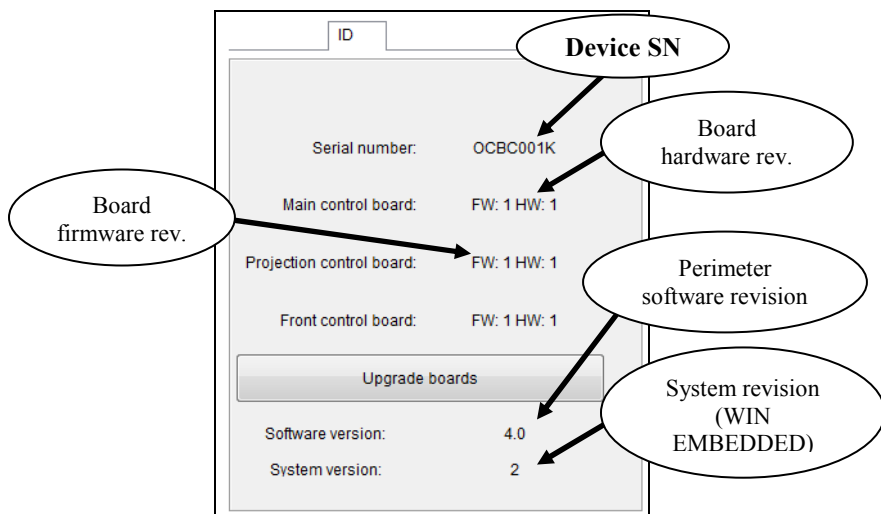 ID
Device SN
Serial number: OCBC001K
Board
hardware rev.
Main control board: FW: 1 HW: 1
Board
firmware rev.
Projection control board: FW: 1 HW: 1
Perimeter
software revision
Front control board: FW: 1 HW: 1
Upgrade boards
System revision
(WIN
EMBEDDED)
Software version: 4.0
System version: 2